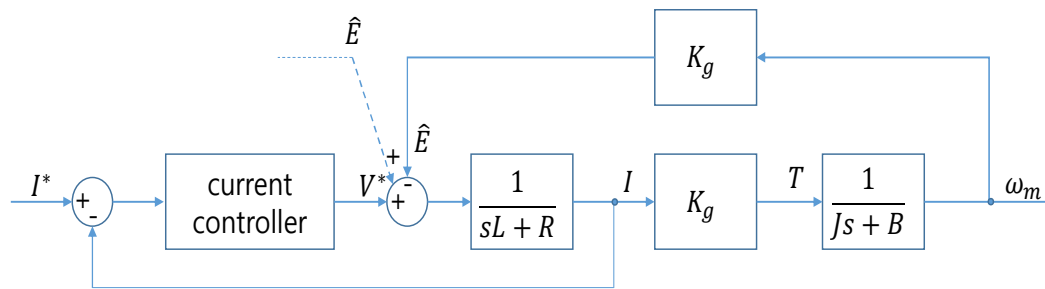 Ê
K_g
+
Ê
-
I*
+
-
current
controller
V*
+
1
sL + R
I
K_g
T
1
Js + B
ω_m